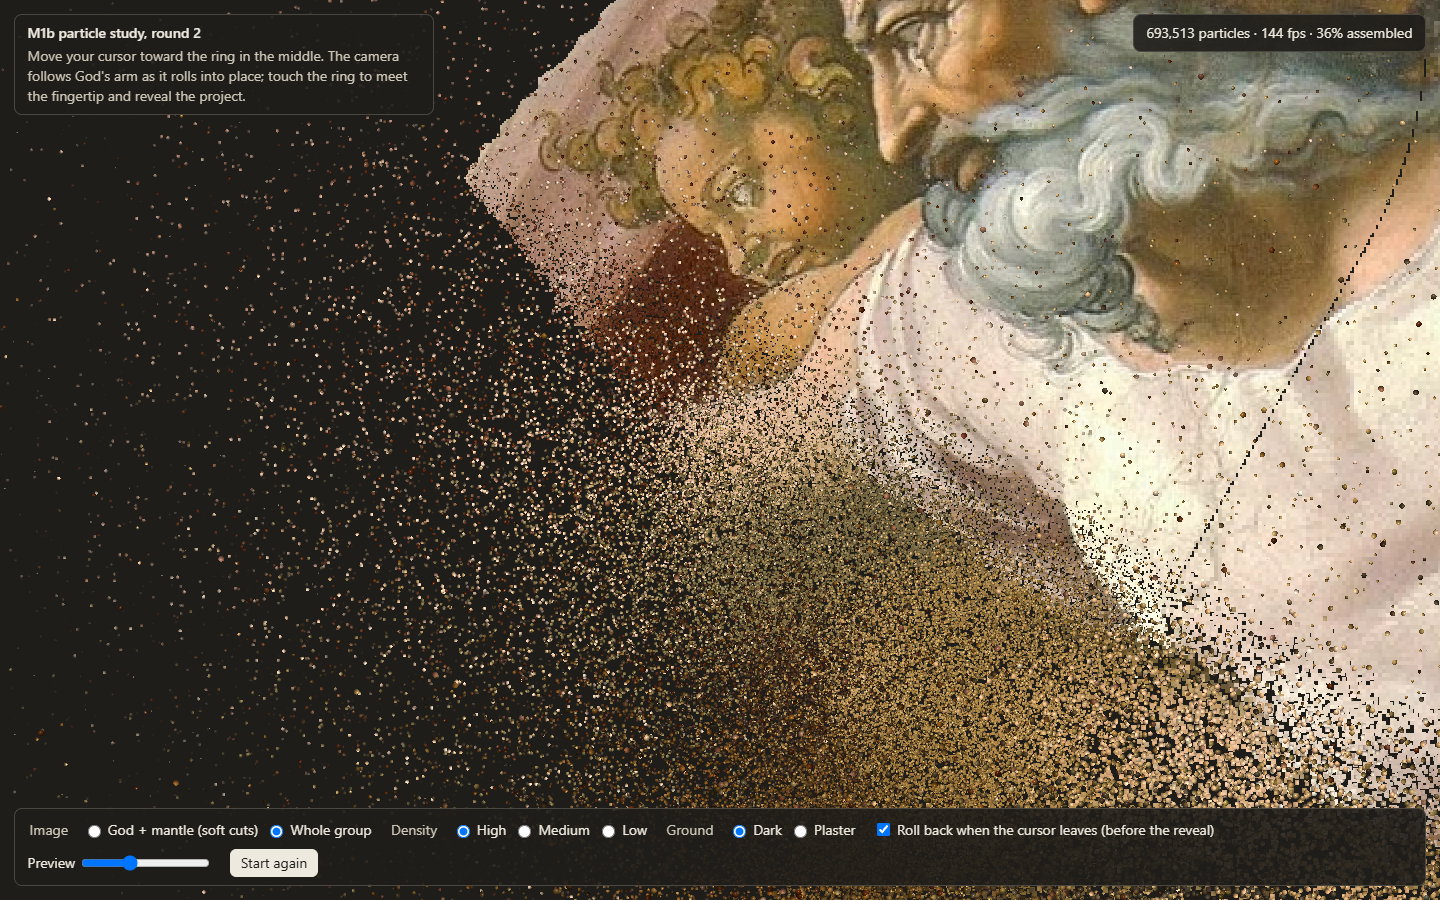 M1b particle study, round 2
Move your cursor toward the ring in the middle. The camera
follows God's arm as it rolls into place; touch the ring to meet
the fingertip and reveal the project.
693,513 particles · 144 fps · 36% assembled
Image God + mantle (soft cuts) Whole group Density High Medium Low Ground Dark Plaster Roll back when the cursor leaves (before the reveal)
Preview Start again